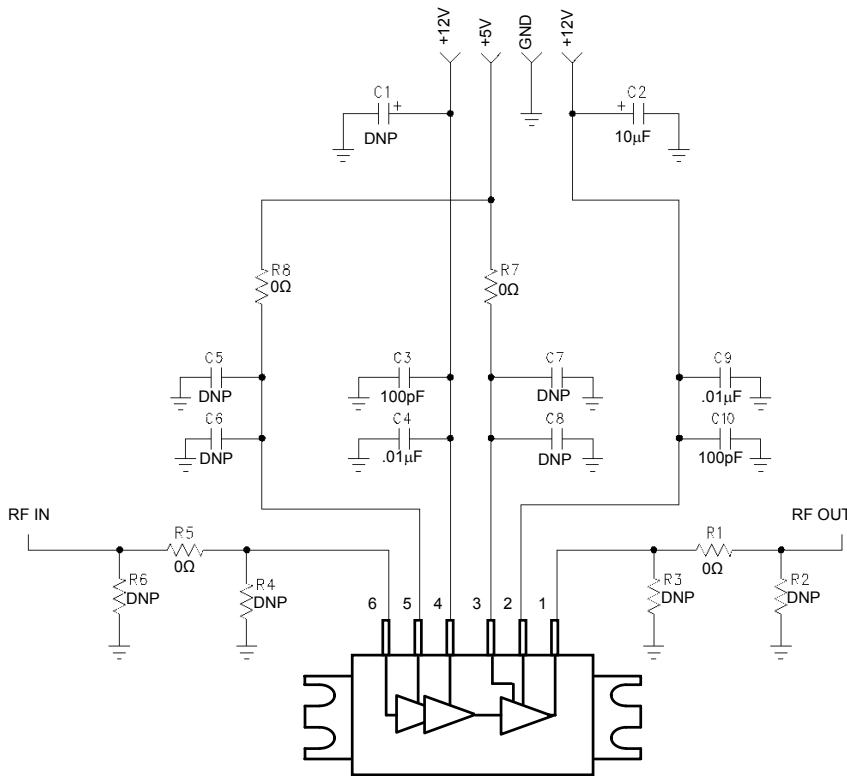 +12V
+5V
GND
+12V
C1
+
DNP
C2
+
10µF
R8
0Ω
R7
0Ω
C5
DNP
C3
100pF
C7
DNP
C9
.01µF
C6
DNP
C4
.01µF
C8
DNP
C10
100pF
RF IN
RF OUT
R5
0Ω
R1
0Ω
R6
DNP
R4
DNP
R3
DNP
R2
DNP
6 5 4 3 2 1